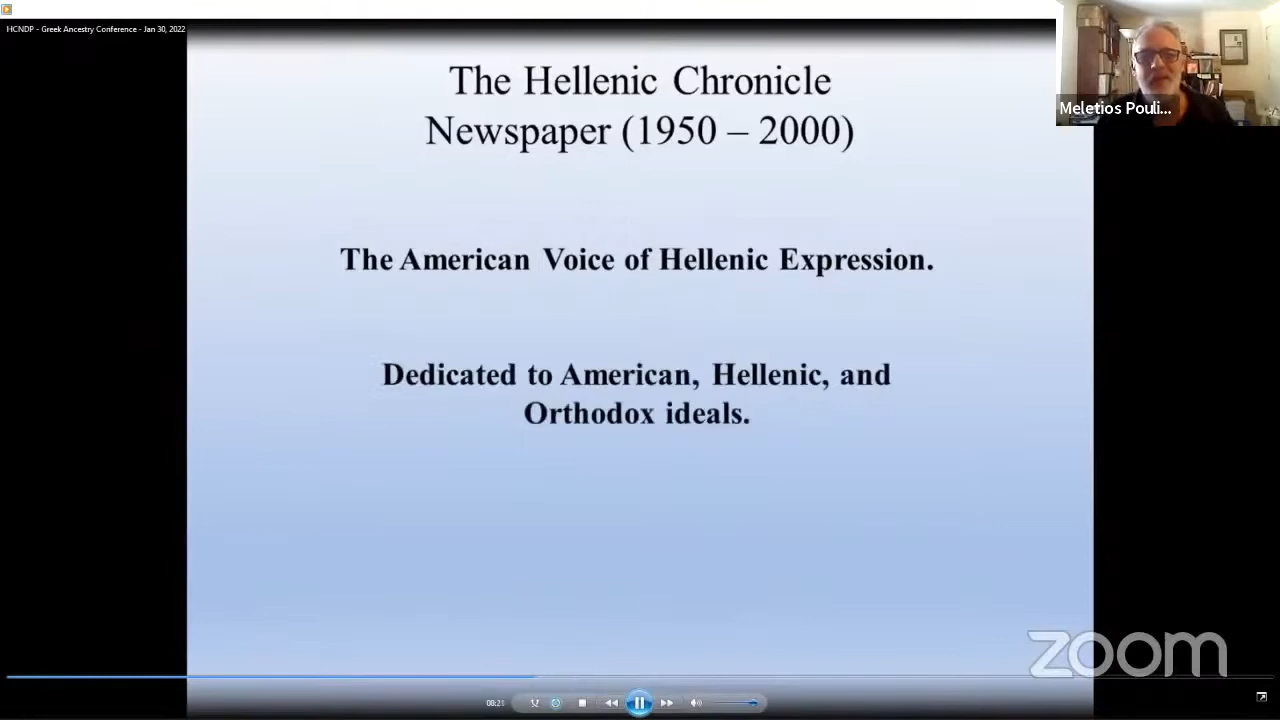 HCNDP - Greek Ancestry Conference - Jan 30, 2022
The Hellenic Chronicle
Newspaper (1950 – 2000)
Meletios Pouli...
The American Voice of Hellenic Expression.
Dedicated to American, Hellenic, and
Orthodox ideals.
zoom
08:21